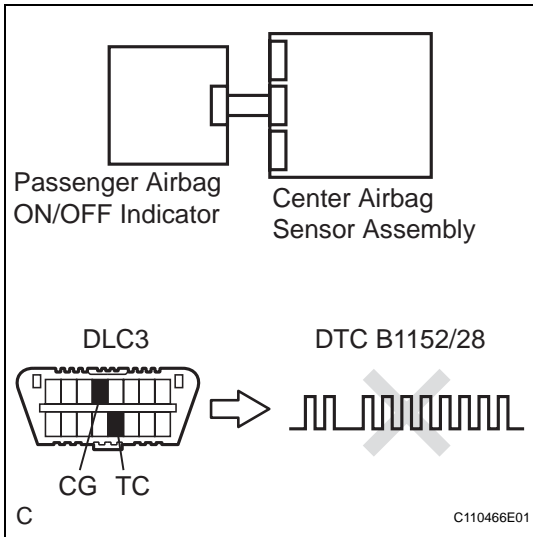 Passenger Airbag
ON/OFF Indicator
Center Airbag
Sensor Assembly
DLC3
DTC B1152/28
CG TC
C
C110466E01